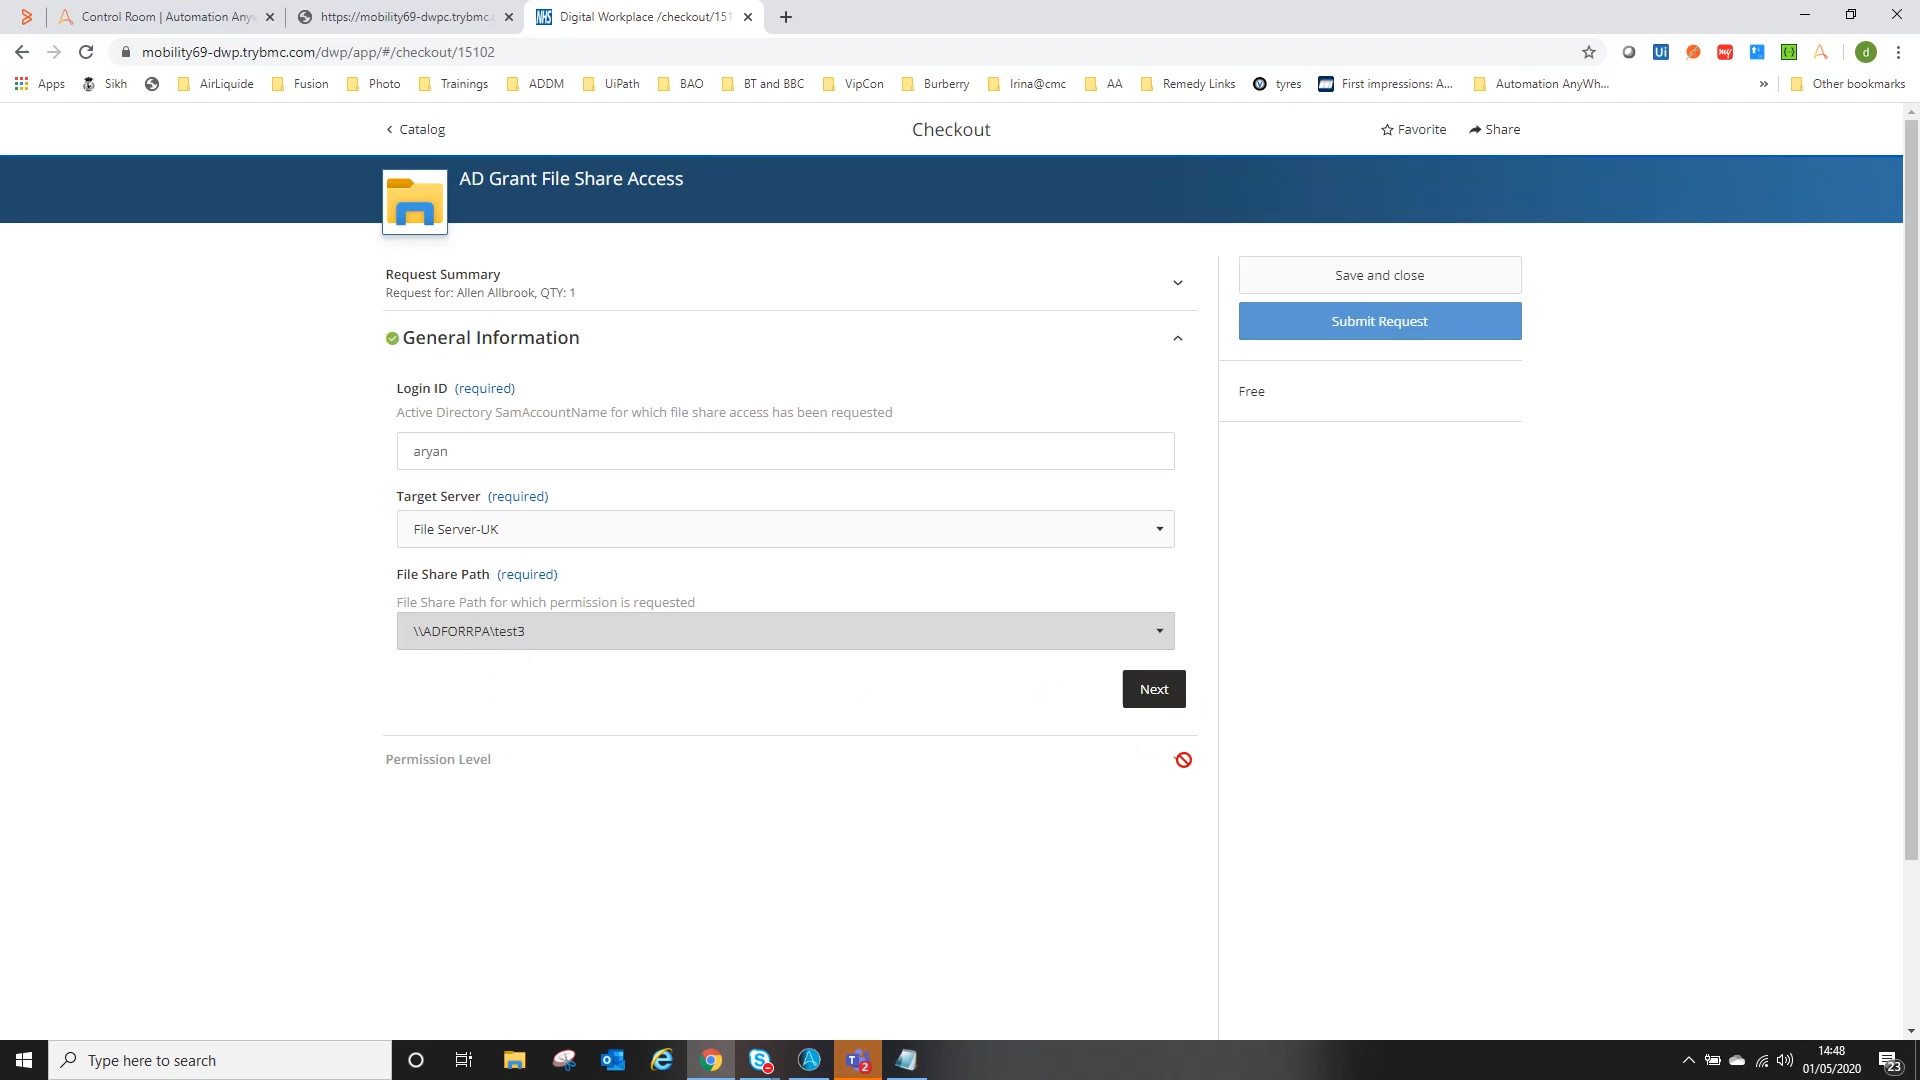 Control Room | Automation Anyw
https://mobility69-dwpc.trybmc.c
Digital Workplace /checkout/151
mobility69-dwp.trybmc.com/dwp/app/#/checkout/15102
Apps Sikh AirLiquide Fusion Photo Trainings ADDM UiPath BAO BT and BBC VipCon Burberry Irina@cmc AA Remedy Links tyres First impressions: A... Automation AnyWh... » Other bookmarks
Catalog Checkout Favorite Share
AD Grant File Share Access
Request Summary
Request for: Allen Allbrook, QTY: 1
Save and close
Submit Request
Free
General Information
Login ID (required)
Active Directory SamAccountName for which file share access has been requested
aryan
Target Server (required)
File Server-UK
File Share Path (required)
File Share Path for which permission is requested
\\ADFORRPA\test3
Next
Permission Level
Type here to search
14:48
01/05/2020
23